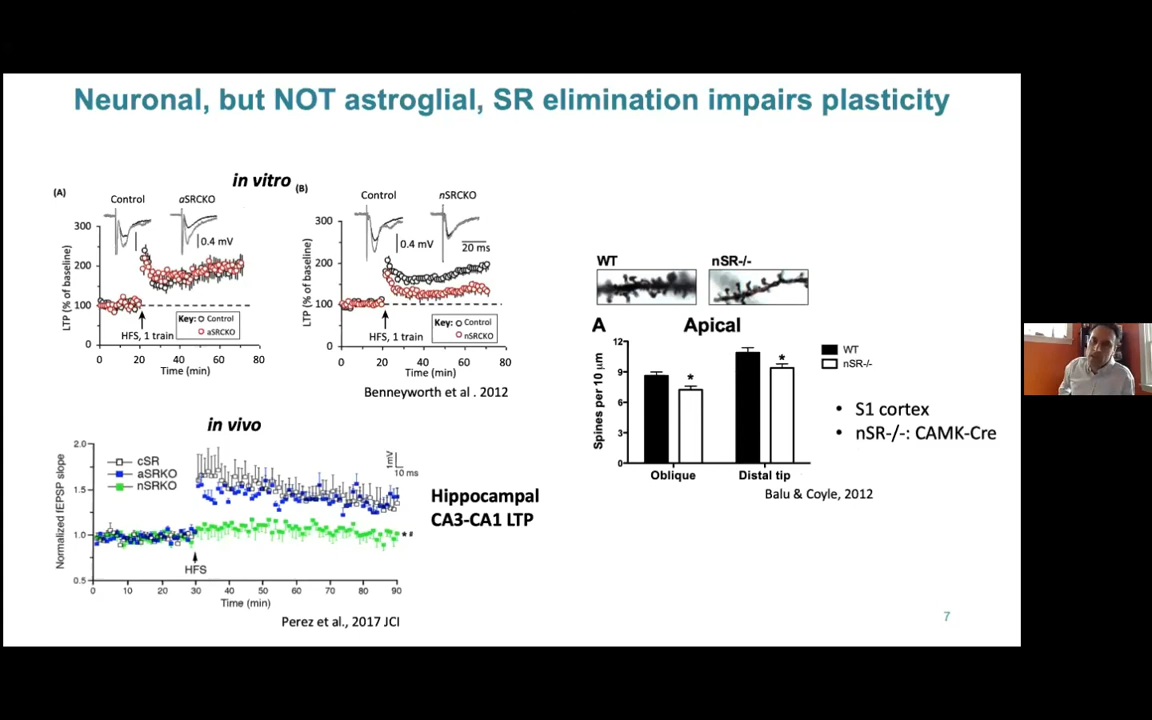 Neuronal, but NOT astroglial, SR elimination impairs plasticity
in vitro
(A)
Control
aSRCKO
0.4 mV
LTP (% of baseline)
300
200
100
0
HFS, 1 train
Key: Control
aSRCKO
0 20 40 60 80
Time (min)
(B)
Control
nSRCKO
0.4 mV
20 ms
LTP (% of baseline)
300
200
100
0
HFS, 1 train
Key: Control
nSRCKO
0 20 40 60 80
Time (min)
Benneyworth et al . 2012
in vivo
Normalized fEPSP slope
2.0
1.5
1.0
0.5
cSR
aSRKO
nSRKO
1mV
10 ms
* #
HFS
0 10 20 30 40 50 60 70 80 90
Time (min)
Perez et al., 2017 JCI
Hippocampal
CA3-CA1 LTP
WT
nSR-/-
A
Apical
Spines per 10 μm
12
9
6
3
0
*
*
Oblique
Distal tip
WT
nSR-/-
Balu & Coyle, 2012
• S1 cortex
• nSR-/-: CAMK-Cre
7